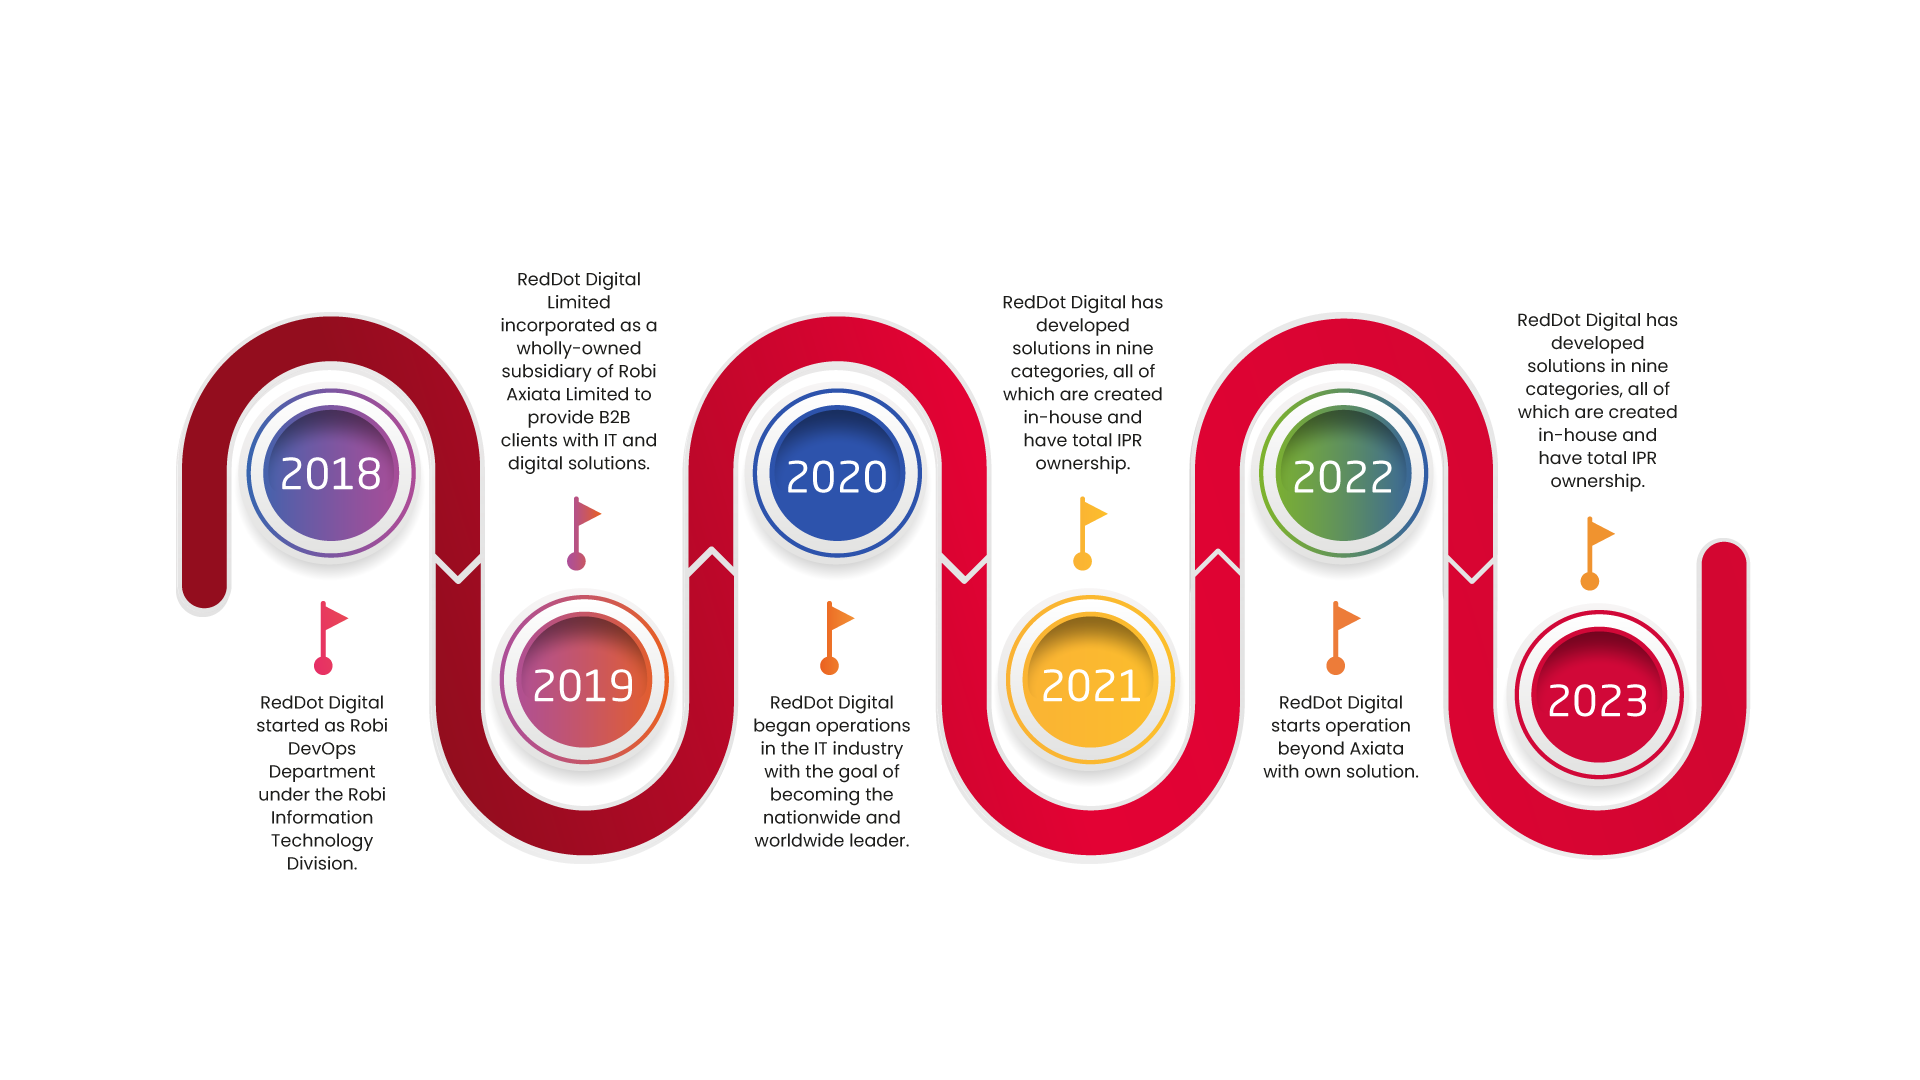 2018
RedDot Digital
started as Robi
DevOps
Department
under the Robi
Information
Technology
Division.
RedDot Digital
Limited
incorporated as a
wholly-owned
subsidiary of Robi
Axiata Limited to
provide B2B
clients with IT and
digital solutions.
2019
2020
RedDot Digital
began operations
in the IT industry
with the goal of
becoming the
nationwide and
worldwide leader.
RedDot Digital has
developed
solutions in nine
categories, all of
which are created
in-house and
have total IPR
ownership.
2021
2022
RedDot Digital
starts operation
beyond Axiata
with own solution.
RedDot Digital has
developed
solutions in nine
categories, all of
which are created
in-house and
have total IPR
ownership.
2023